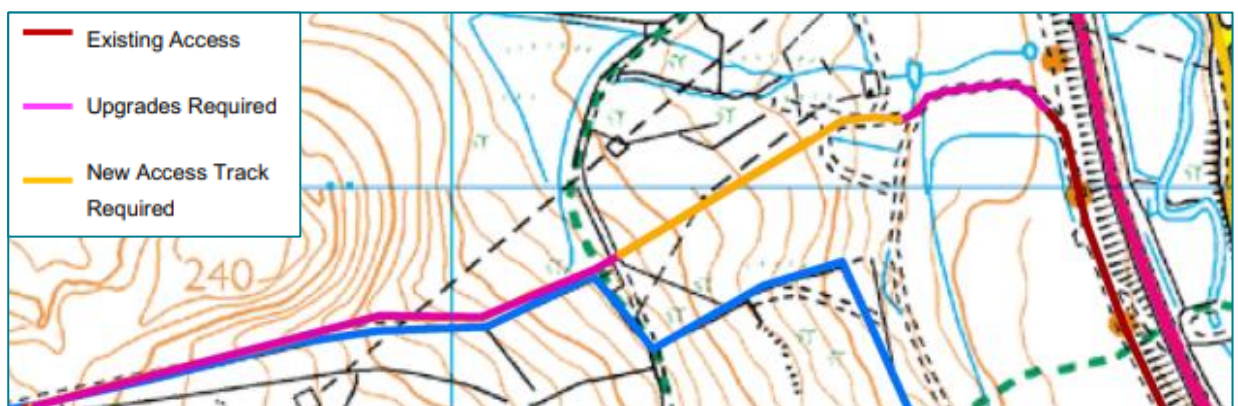 Existing Access
Upgrades Required
New Access Track
Required
240